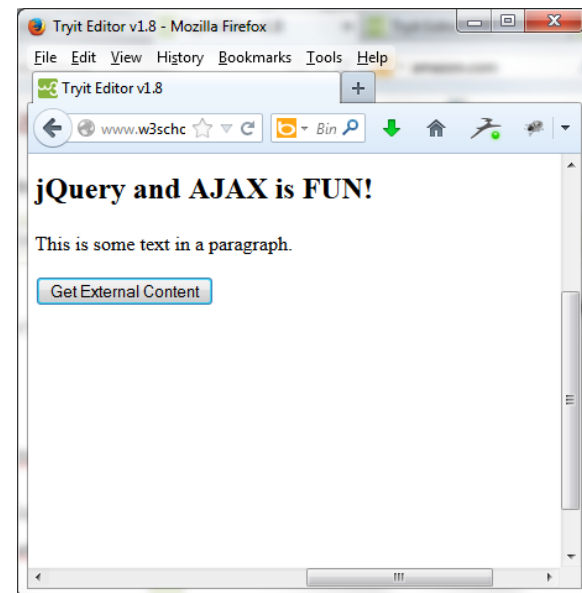 Tryit Editor v1.8 - Mozilla Firefox
File Edit View History Bookmarks Tools Help
Tryit Editor v1.8
www.w3schc Bin
jQuery and AJAX is FUN!
This is some text in a paragraph.
Get External Content